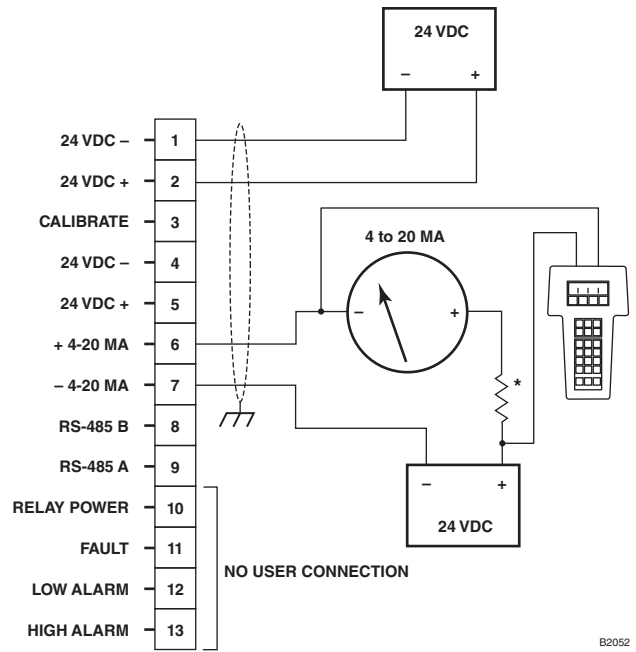 24 VDC
– +
24 VDC – 1
24 VDC + 2
CALIBRATE 3
24 VDC – 4
24 VDC + 5
+ 4-20 MA 6
– 4-20 MA 7
RS-485 B 8
RS-485 A 9
RELAY POWER 10
FAULT 11
LOW ALARM 12
HIGH ALARM 13
4 to 20 MA
– +
*
– +
24 VDC
NO USER CONNECTION
B2052